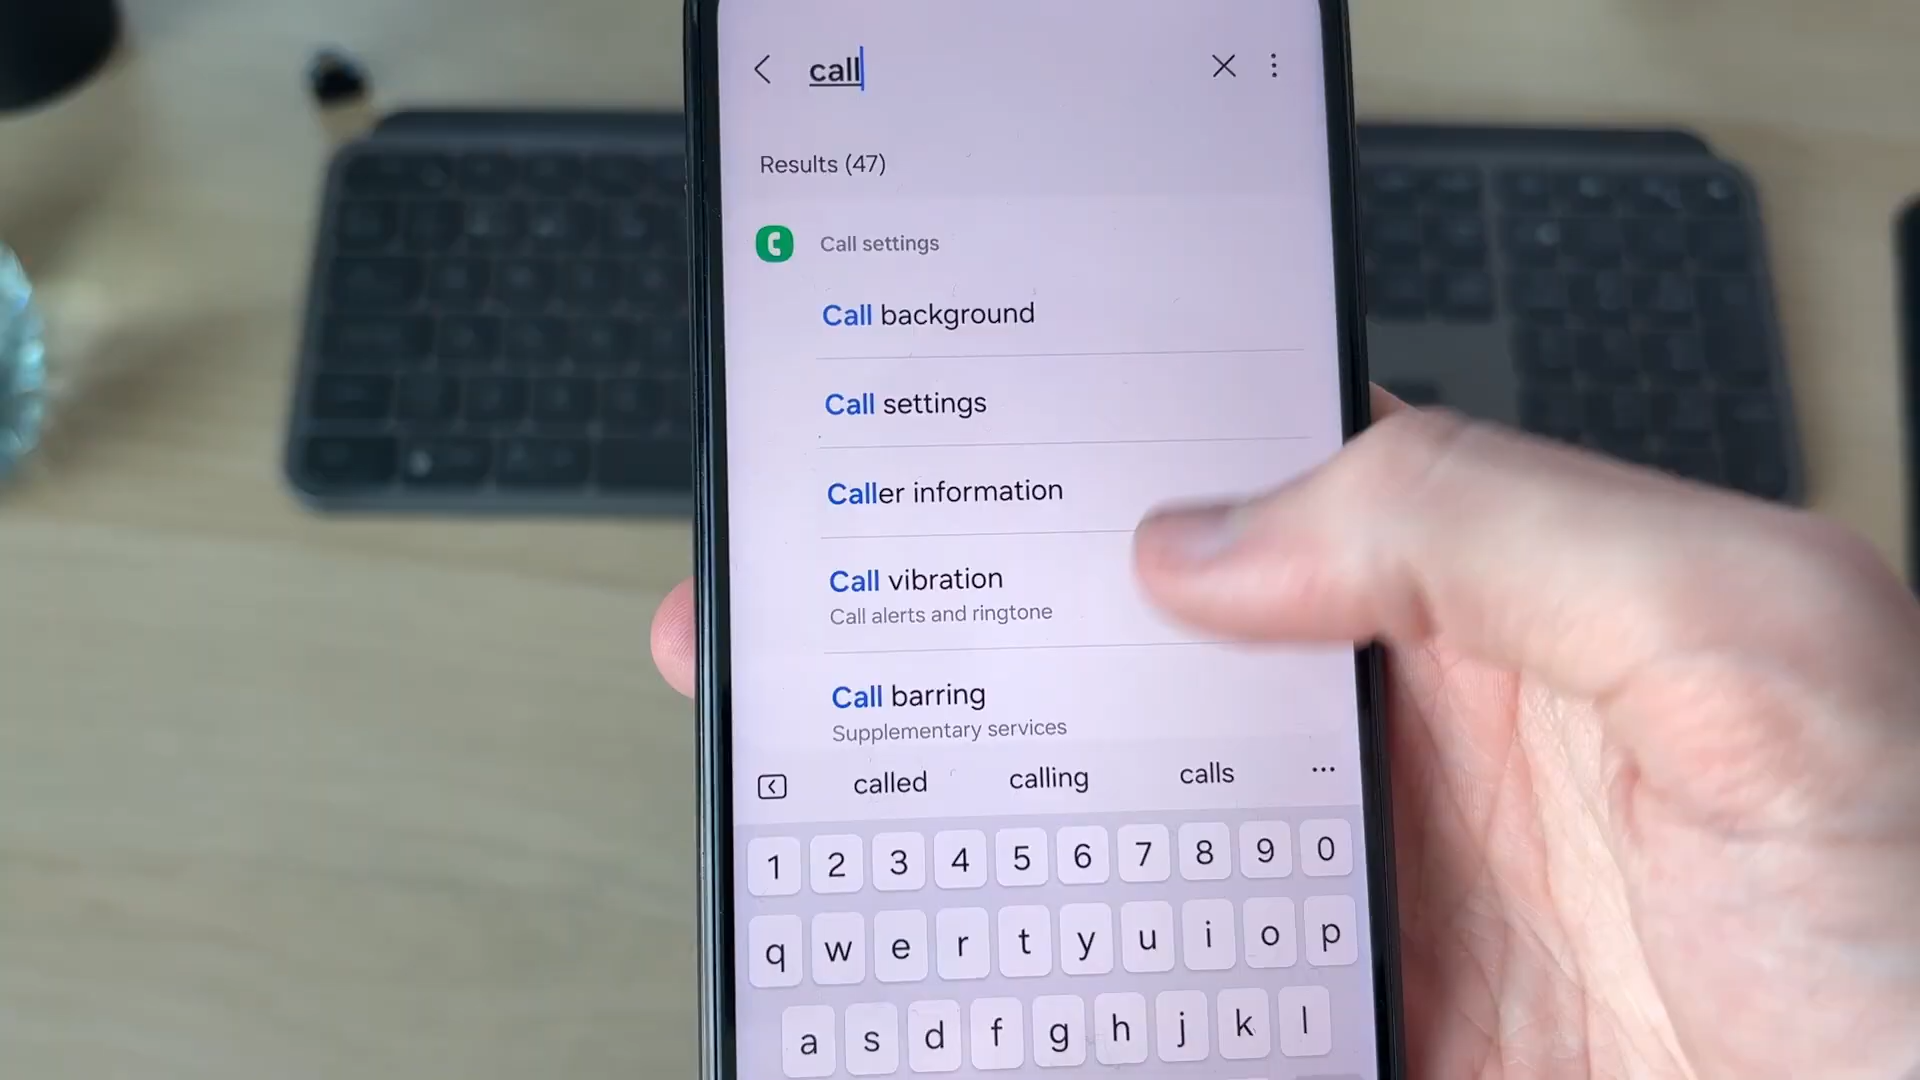 call
Results (47)
Call settings
Call background
Call settings
Caller information
Call vibration
Call alerts and ringtone
Call barring
Supplementary services
called calling calls ...
1 2 3 4 5 6 7 8 9 0
q w e r t y u i o p
a s d f g h j k l